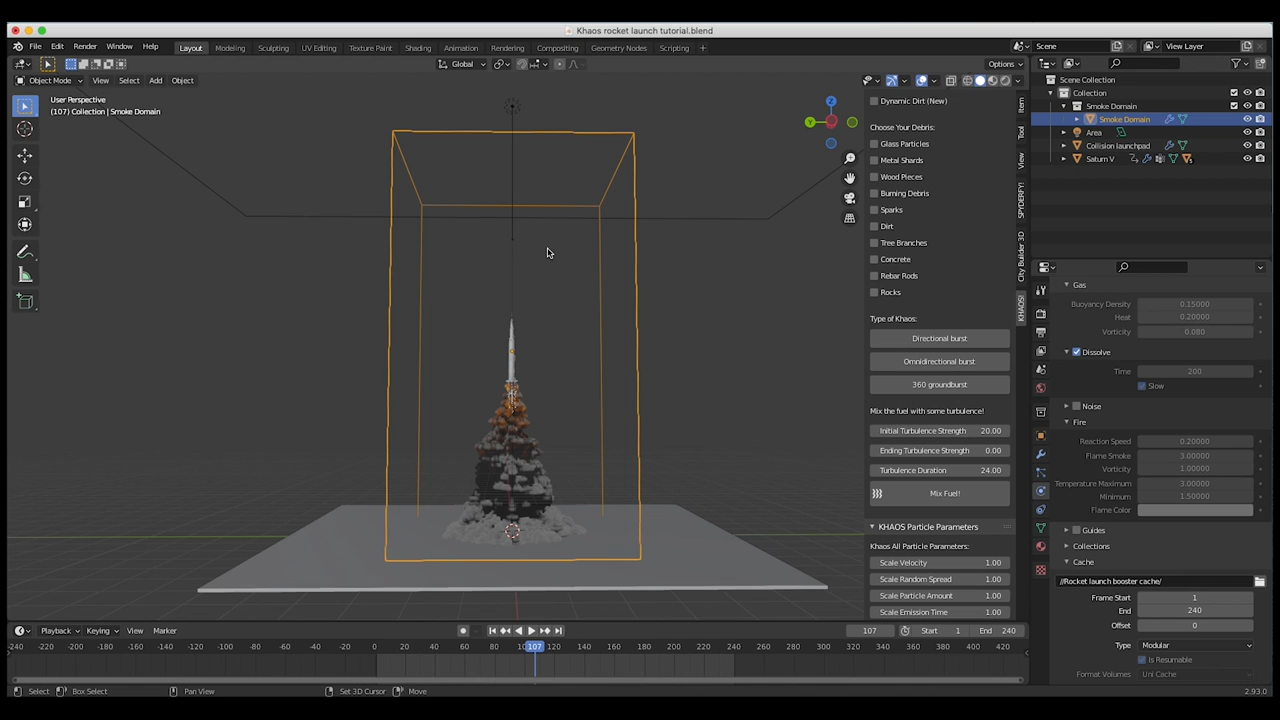 Khaos rocket launch tutorial.blend
File Edit Render Window Help
Layout Modeling Sculpting UV Editing Texture Paint Shading Animation Rendering Compositing Geometry Nodes Scripting +
Scene
View Layer
Global
Options
Object Mode View Select Add Object
User Perspective
(107) Collection | Smoke Domain
Z
Y
Dynamic Dirt (New)
Choose Your Debris:
Glass Particles
Metal Shards
Wood Pieces
Burning Debris
Sparks
Dirt
Tree Branches
Concrete
Rebar Rods
Rocks
Type of Khaos:
Directional burst
Omnidirectional burst
360 groundburst
Mix the fuel with some turbulence!
Initial Turbulence Strength 20.00
Ending Turbulence Strength 0.00
Turbulence Duration 24.00
Mix Fuel!
KHAOS Particle Parameters
Khaos All Particle Parameters:
Scale Velocity 1.00
Scale Random Spread 1.00
Scale Particle Amount 1.00
Scale Emission Time 1.00
Item
Tool
View
SPYDERFY!
City Builder 3D
KHAOS!
Scene Collection
Collection
Smoke Domain
Smoke Domain
Area
Collision launchpad
Saturn V
Gas
Buoyancy Density 0.15000
Heat 0.20000
Vorticity 0.080
Dissolve
Time 200
Slow
Noise
Fire
Reaction Speed 0.20000
Flame Smoke 3.00000
Vorticity 1.00000
Temperature Maximum 3.00000
Minimum 1.50000
Flame Color
Guides
Collections
Cache
//Rocket launch booster cache/
Frame Start 1
End 240
Offset 0
Type Modular
Is Resumable
Format Volumes Uni Cache
Playback Keying View Marker
107 Start 1 End 240
-240 -220 -200 -180 -160 -140 -120 -100 -80 -60 -40 -20 0 20 40 60 80 107 120 140 160 180 200 220 240 260 280 300 320 340 360 380 400 420
Select Box Select Pan View Set 3D Cursor Move 2.93.0